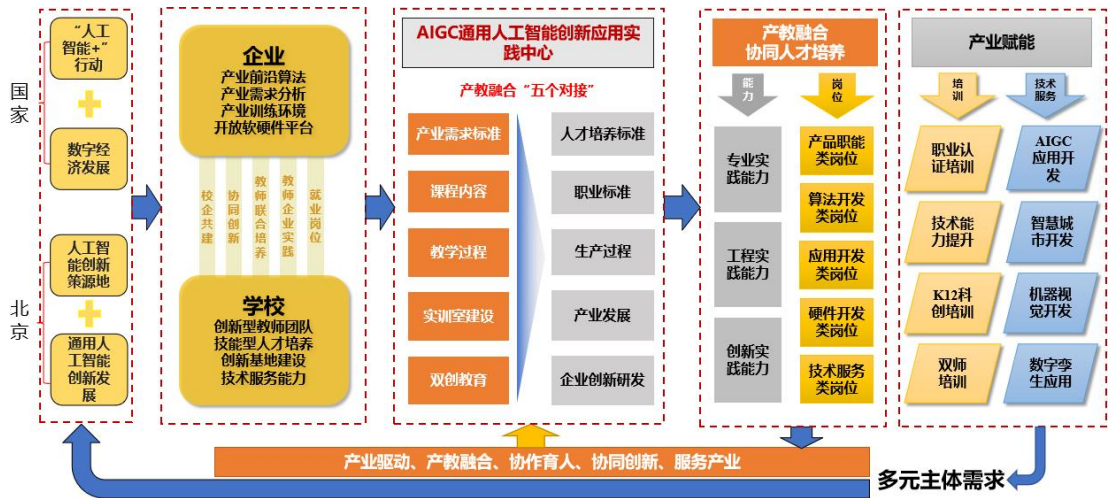 国家
“人工
智能+”
行动
数字经
济发展
北京
人工智
能创新
策源地
通用人
工智能
创新发
展
企业
产业前沿算法
产业需求分析
产业训练环境
开放软硬件平台
校企共建
协同创新
教师联合培养
教师企业实践
就业岗位
学校
创新型教师团队
技能型人才培养
创新基地建设
技术服务能力
AIGC通用人工智能创新应用实
践中心
产教融合“五个对接”
产业需求标准
人才培养标准
课程内容
职业标准
教学过程
生产过程
实训室建设
产业发展
双创教育
企业创新研发
产教融合
协同人才培养
能力
岗位
专业实
践能力
工程实
践能力
创新实
践能力
产品职能
类岗位
算法开发
类岗位
应用开发
类岗位
硬件开发
类岗位
技术服务
类岗位
产业赋能
培训
技术
服务
职业认
证培训
技术能
力提升
K12科
创培训
双师
培训
AIGC
应用开
发
智慧城
市开发
机器视
觉开发
数字孪
生应用
产业驱动、产教融合、协作育人、协同创新、服务产业
多元主体需求